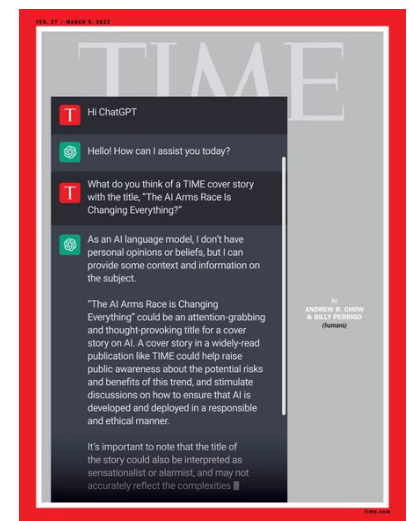 FEB. 27 / MARCH 6, 2023
TIME
T
Hi ChatGPT
Hello! How can I assist you today?
T
What do you think of a TIME cover story
with the title, “The AI Arms Race Is
Changing Everything?”
As an AI language model, I don’t have
personal opinions or beliefs, but I can
provide some context and information on
the subject.
“The AI Arms Race is Changing
Everything” could be an attention-grabbing
and thought-provoking title for a cover
story on AI. A cover story in a widely-read
publication like TIME could help raise
public awareness about the potential risks
and benefits of this trend, and stimulate
discussions on how to ensure that AI is
developed and deployed in a responsible
and ethical manner.
It’s important to note that the title of
the story could also be interpreted as
sensationalist or alarmist, and may not
accurately reflect the complexities
by
ANDREW R. CHOW
& BILLY PERRIGO
(humans)
time.com